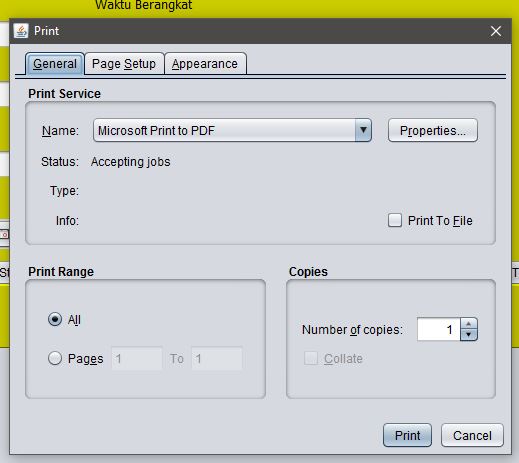 Waktu Berangkat
Print
General Page Setup Appearance
Print Service
Name: Microsoft Print to PDF Properties...
Status: Accepting jobs
Type:
Info: Print To File
Print Range Copies
All
Number of copies: 1
Pages 1 To 1 Collate
Print Cancel